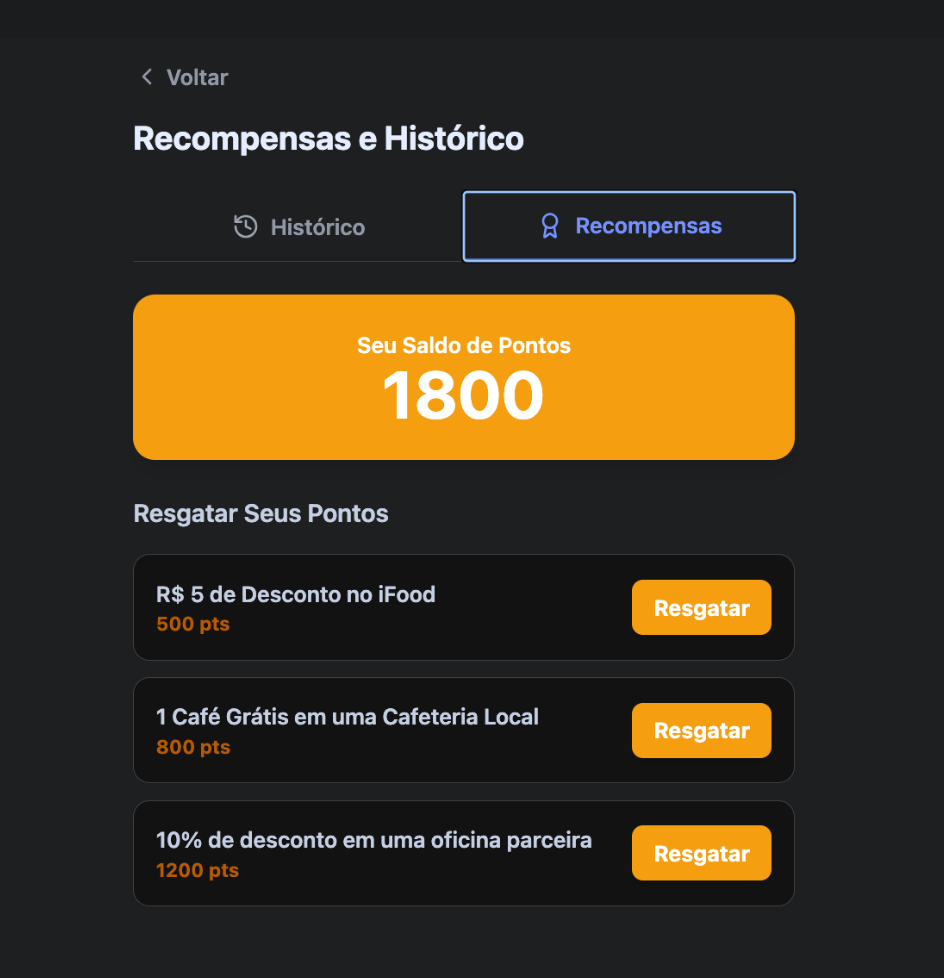 Voltar
Recompensas e Histórico
Histórico
Recompensas
Seu Saldo de Pontos
1800
Resgatar Seus Pontos
R$ 5 de Desconto no iFood
500 pts
Resgatar
1 Café Grátis em uma Cafeteria Local
800 pts
Resgatar
10% de desconto em uma oficina parceira
1200 pts
Resgatar